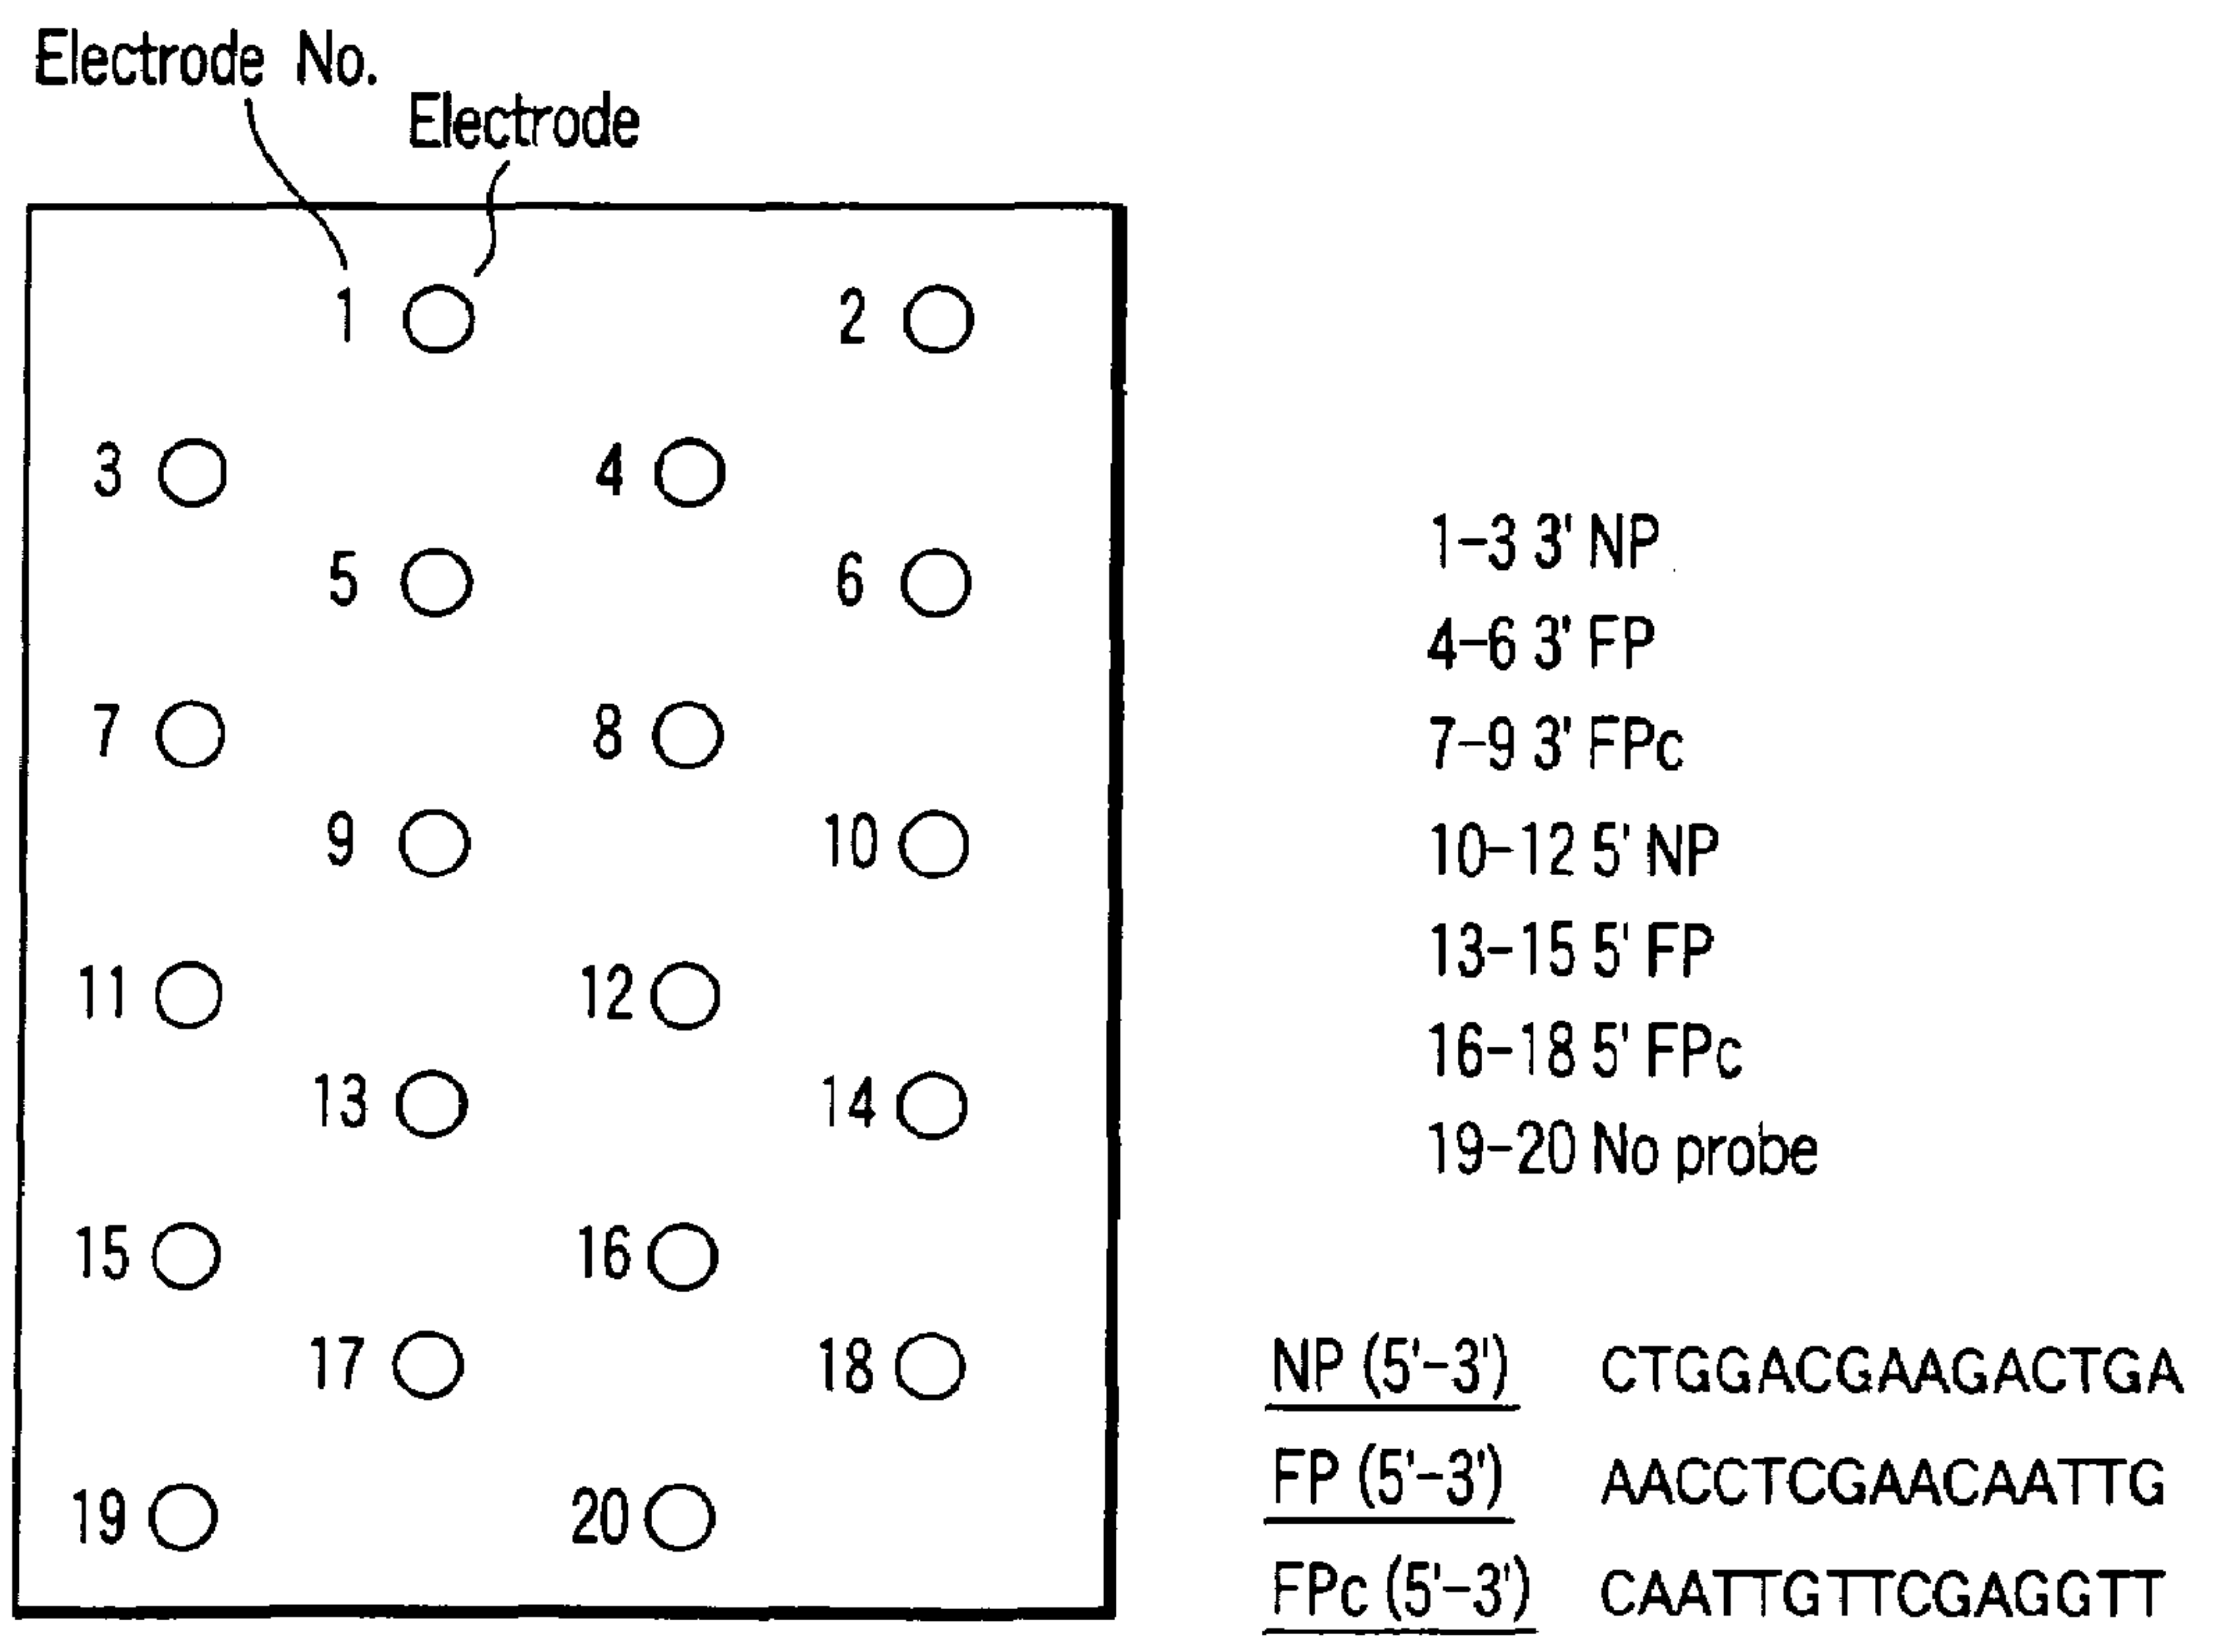 Electrode No.
Electrode
1 2
3 4
5 6
7 8
9 10
11 12
13 14
15 16
17 18
19 20
1-3 3' NP
4-6 3' FP
7-9 3' FPc
10-12 5' NP
13-15 5' FP
16-18 5' FPc
19-20 No probe
NP (5'-3') CTGGACGAAGACTGA
FP (5'-3') AACCTCGAACAATTG
FPc (5'-3') CAATTGTTCGAGGTT